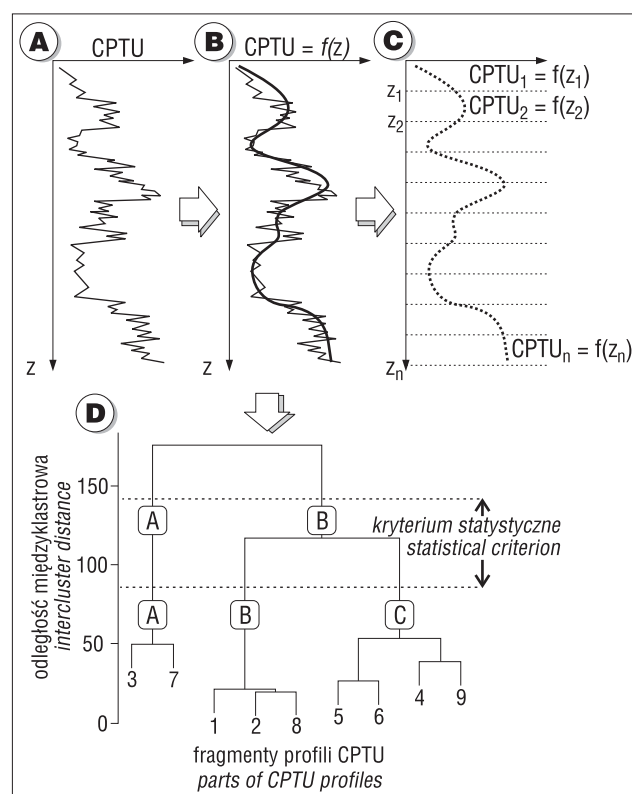 A
CPTU
z
B
CPTU = f(z)
z
C
CPTU₁ = f(z₁)
z₁
CPTU₂ = f(z₂)
z₂
CPTUₙ = f(zₙ)
zₙ
D
odległość międzyklastrowa
intercluster distance
150
100
50
0
A
B
kryterium statystyczne
statistical criterion
A
B
C
3 7
1 2 8
5 6
4 9
fragmenty profili CPTU
parts of CPTU profiles